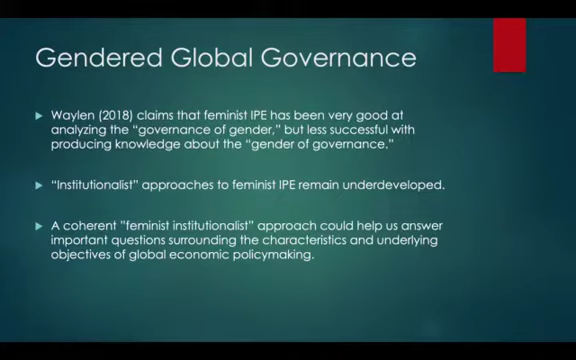 Gendered Global Governance
Waylen (2018) claims that feminist IPE has been very good at
analyzing the “governance of gender,” but less successful with
producing knowledge about the “gender of governance.”
“Institutionalist” approaches to feminist IPE remain underdeveloped.
A coherent ”feminist institutionalist” approach could help us answer
important questions surrounding the characteristics and underlying
objectives of global economic policymaking.